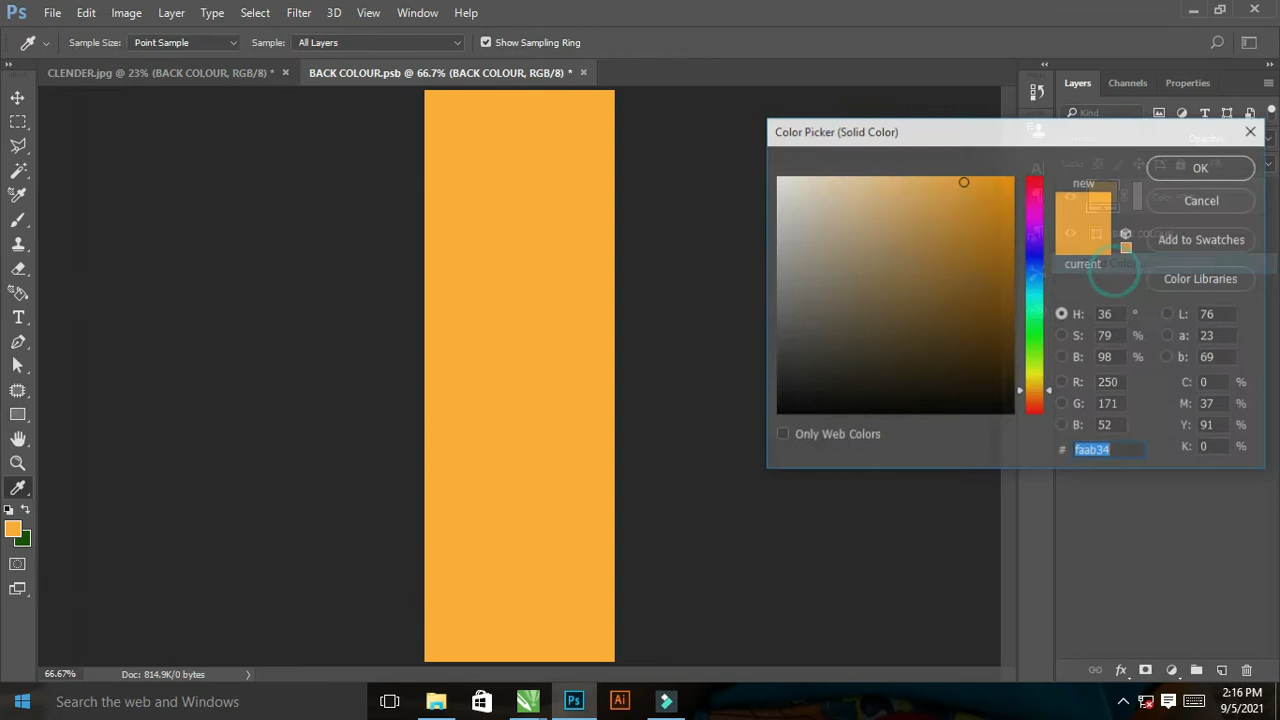 Ps File Edit Image Layer Type Select Filter 3D View Window Help
Sample Size: Point Sample Sample: All Layers Show Sampling Ring
CLENDER.jpg @ 23% (BACK COLOUR, RGB/8) * × BACK COLOUR.psb @ 66.7% (BACK COLOUR, RGB/8) * ×
Layers Channels Properties
Kind
Color Picker (Solid Color)
OK
new
Cancel
Add to Swatches
current
Color Libraries
H: 36 ° L: 76
S: 79 % a: 23
B: 98 % b: 69
R: 250 C: 0 %
G: 171 M: 37 %
B: 52 Y: 91 %
# faab34 K: 0 %
Only Web Colors
66.67% Doc: 814.9K/0 bytes
Search the web and Windows
Ps
Ai
2:16 PM
9/5/2021